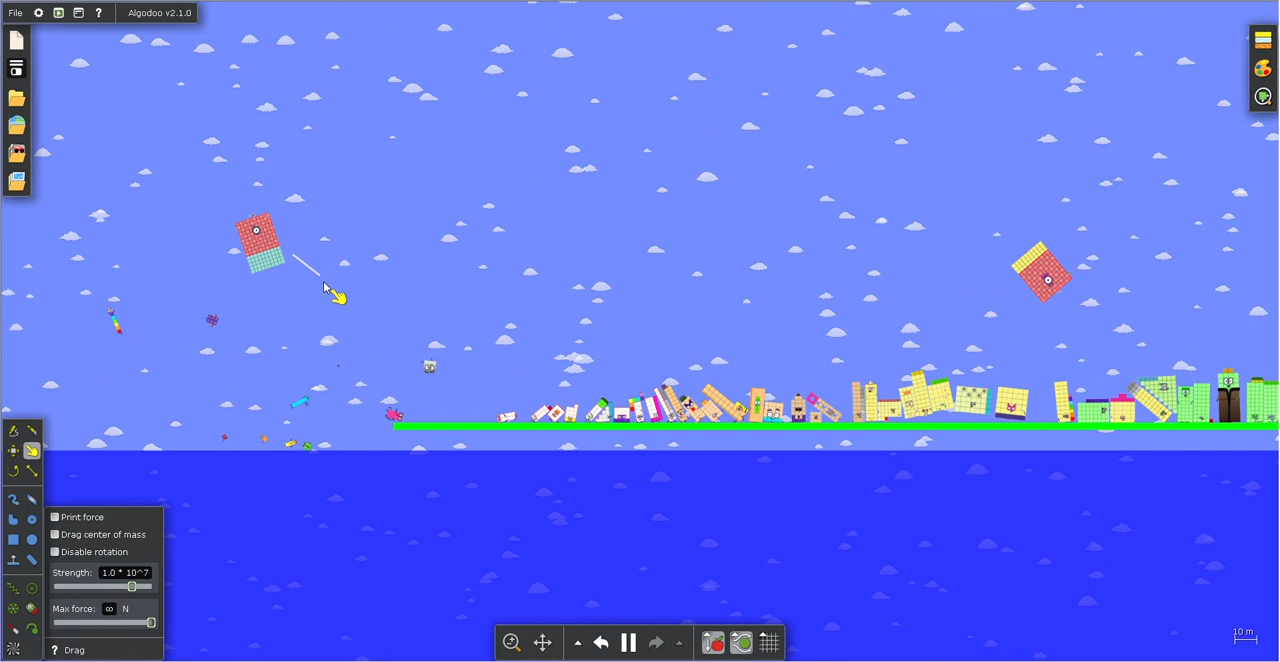 File ? Algodoo v2.1.0
Print force
Drag center of mass
Disable rotation
Strength: 1.0 * 10^7
Max force: ∞ N
? Drag
10 m